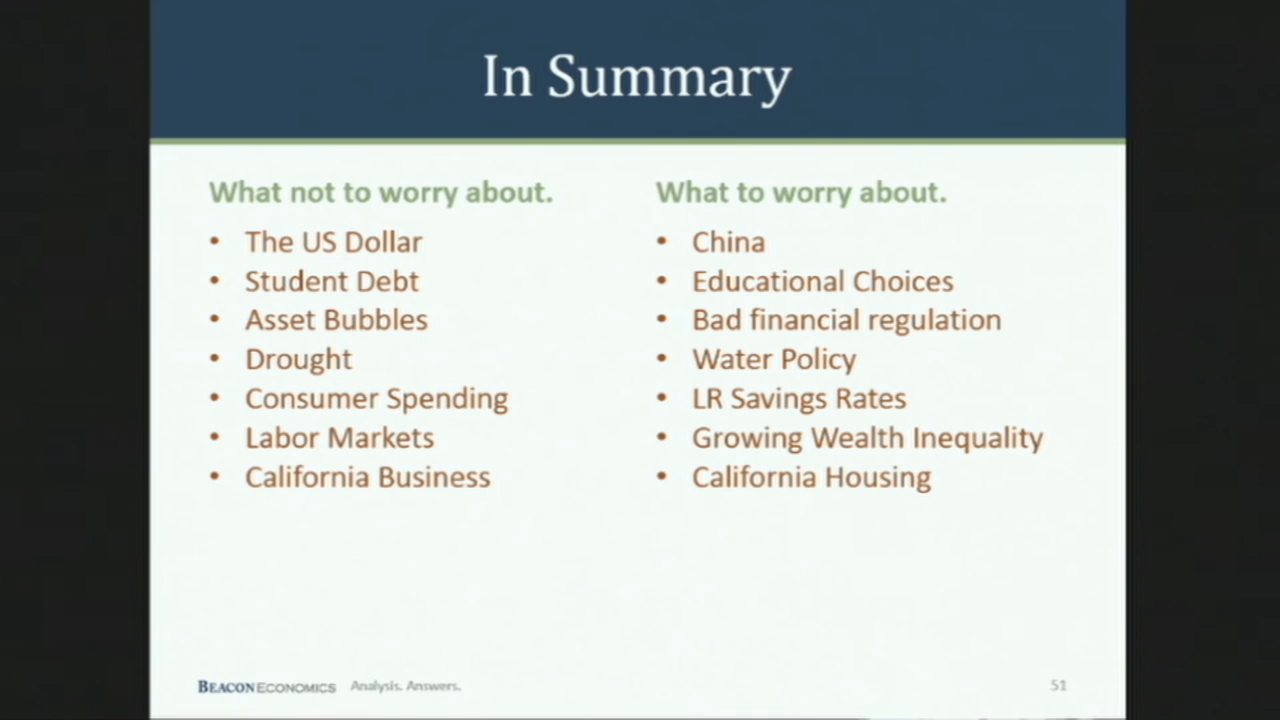 In Summary
What not to worry about.
• The US Dollar
• Student Debt
• Asset Bubbles
• Drought
• Consumer Spending
• Labor Markets
• California Business
What to worry about.
• China
• Educational Choices
• Bad financial regulation
• Water Policy
• LR Savings Rates
• Growing Wealth Inequality
• California Housing
BEACONECONOMICS Analysis. Answers.
51